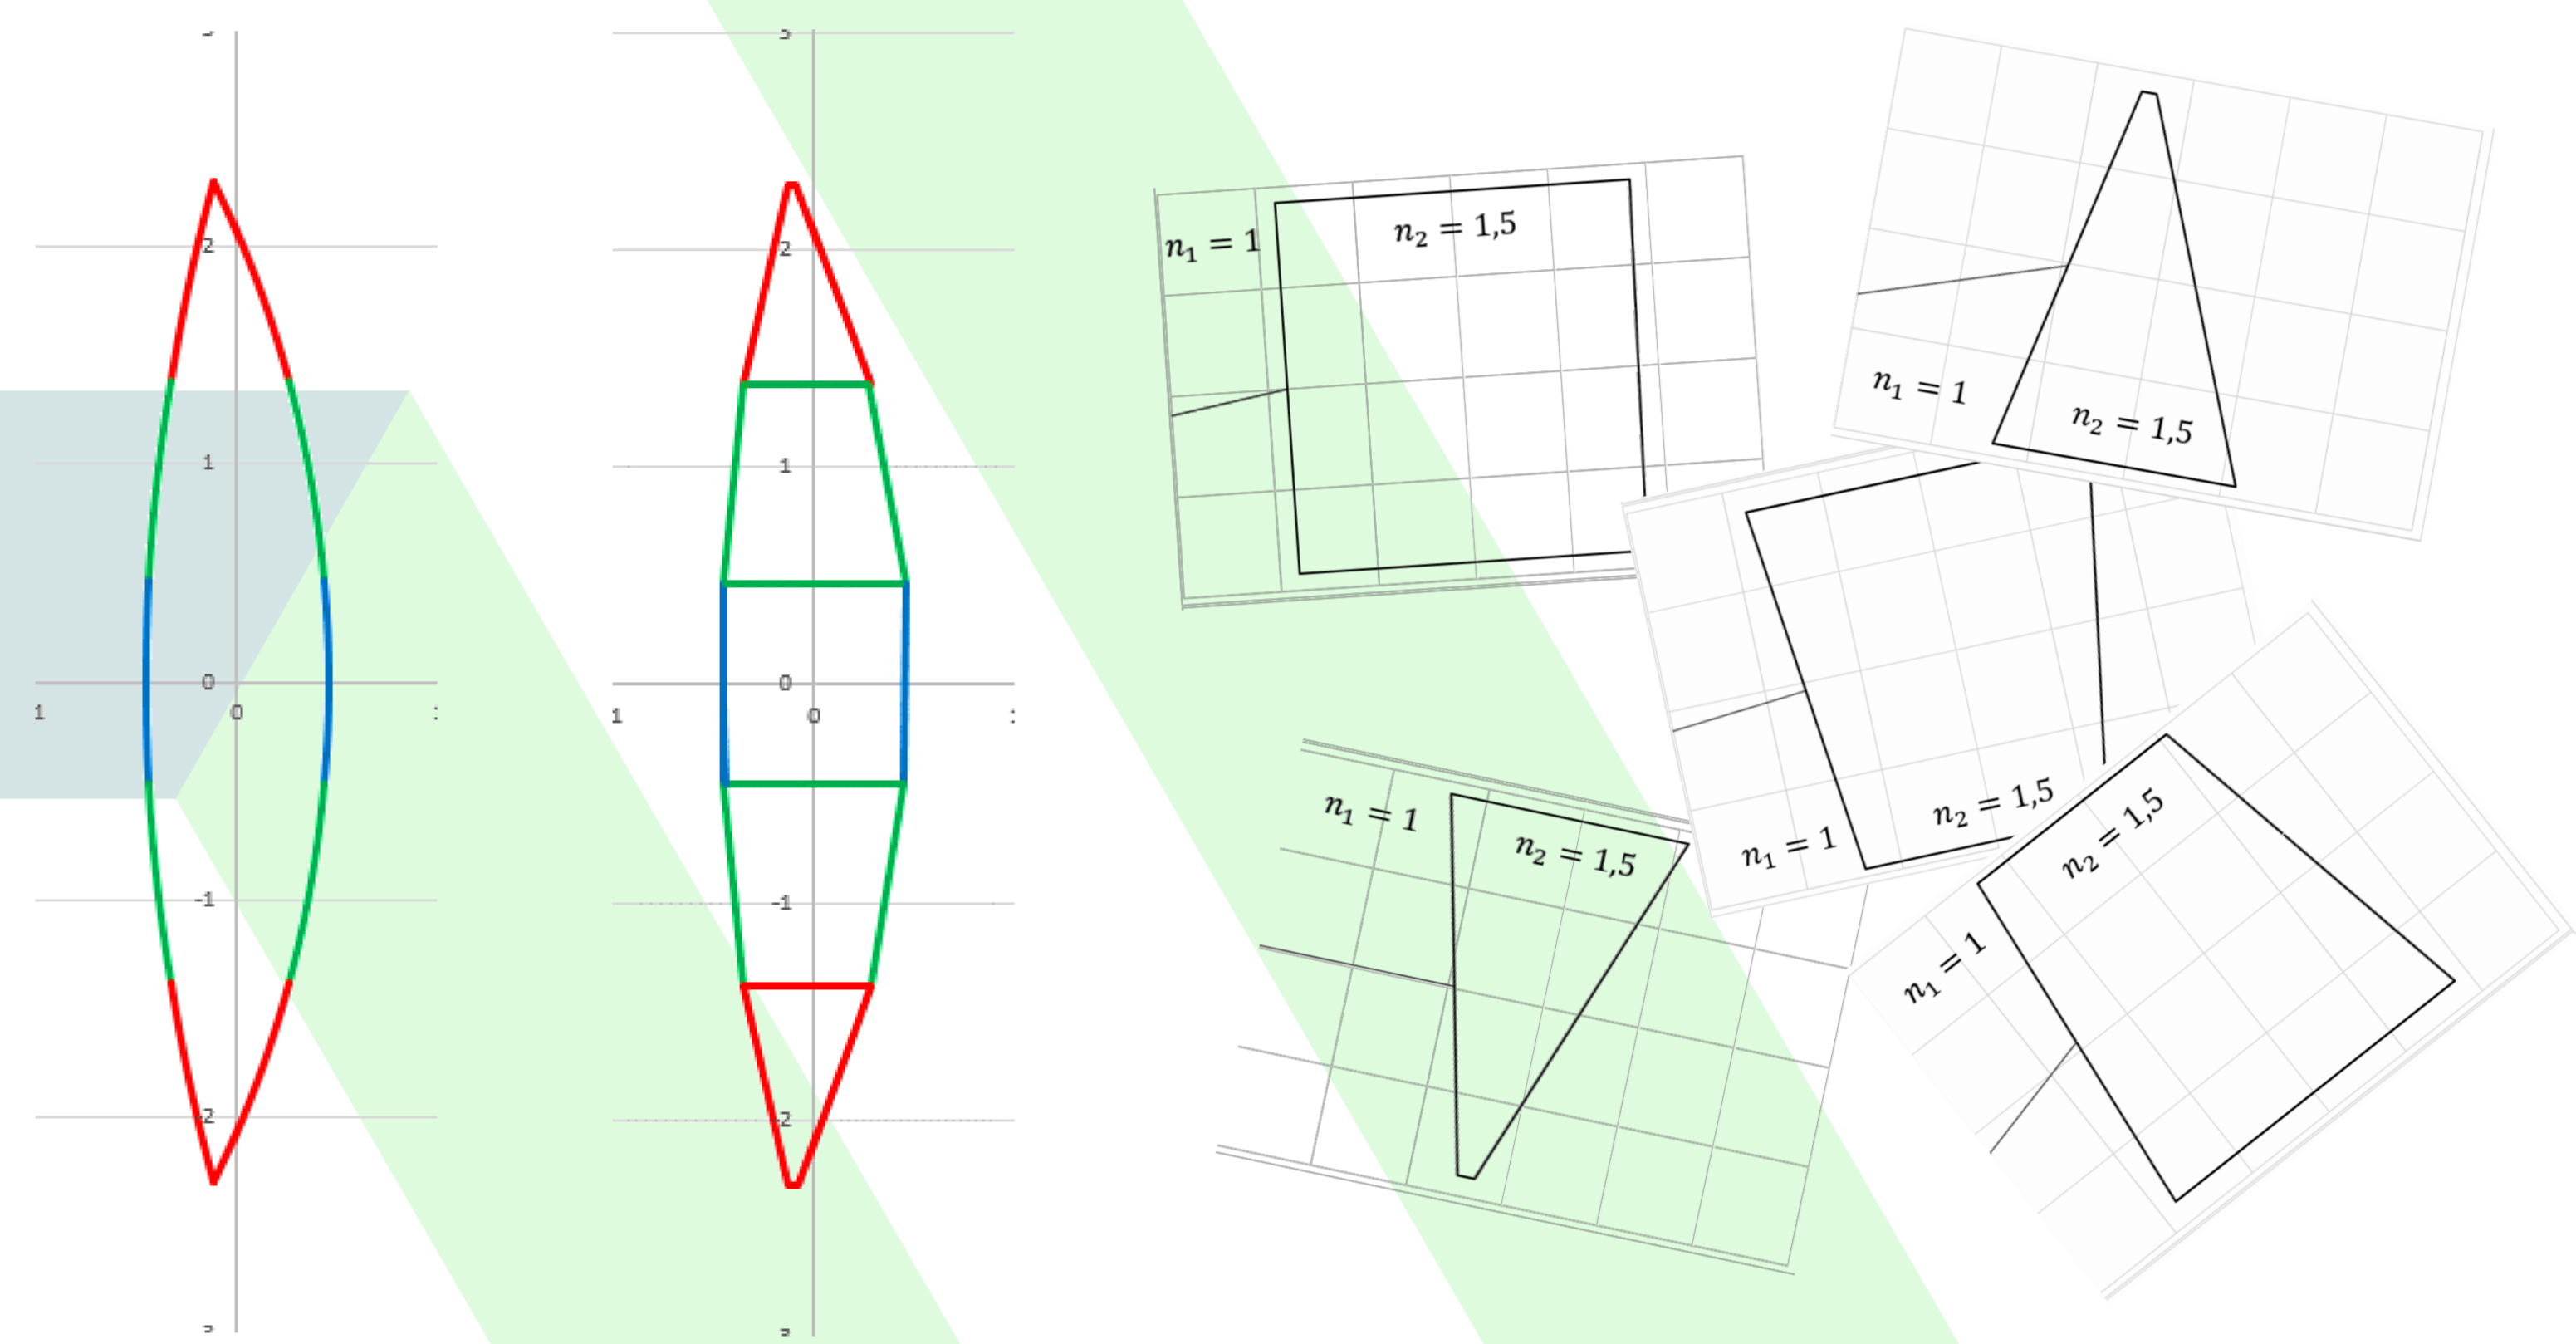 2
1
0
1
0
-1
-2
3
2
1
0
1
0
1
-1
-2
n₁ = 1
n₂ = 1,5
n₁ = 1
n₂ = 1,5
n₁ = 1
n₂ = 1,5
n₁ = 1
n₂ = 1,5
n₁ = 1
n₂ = 1,5